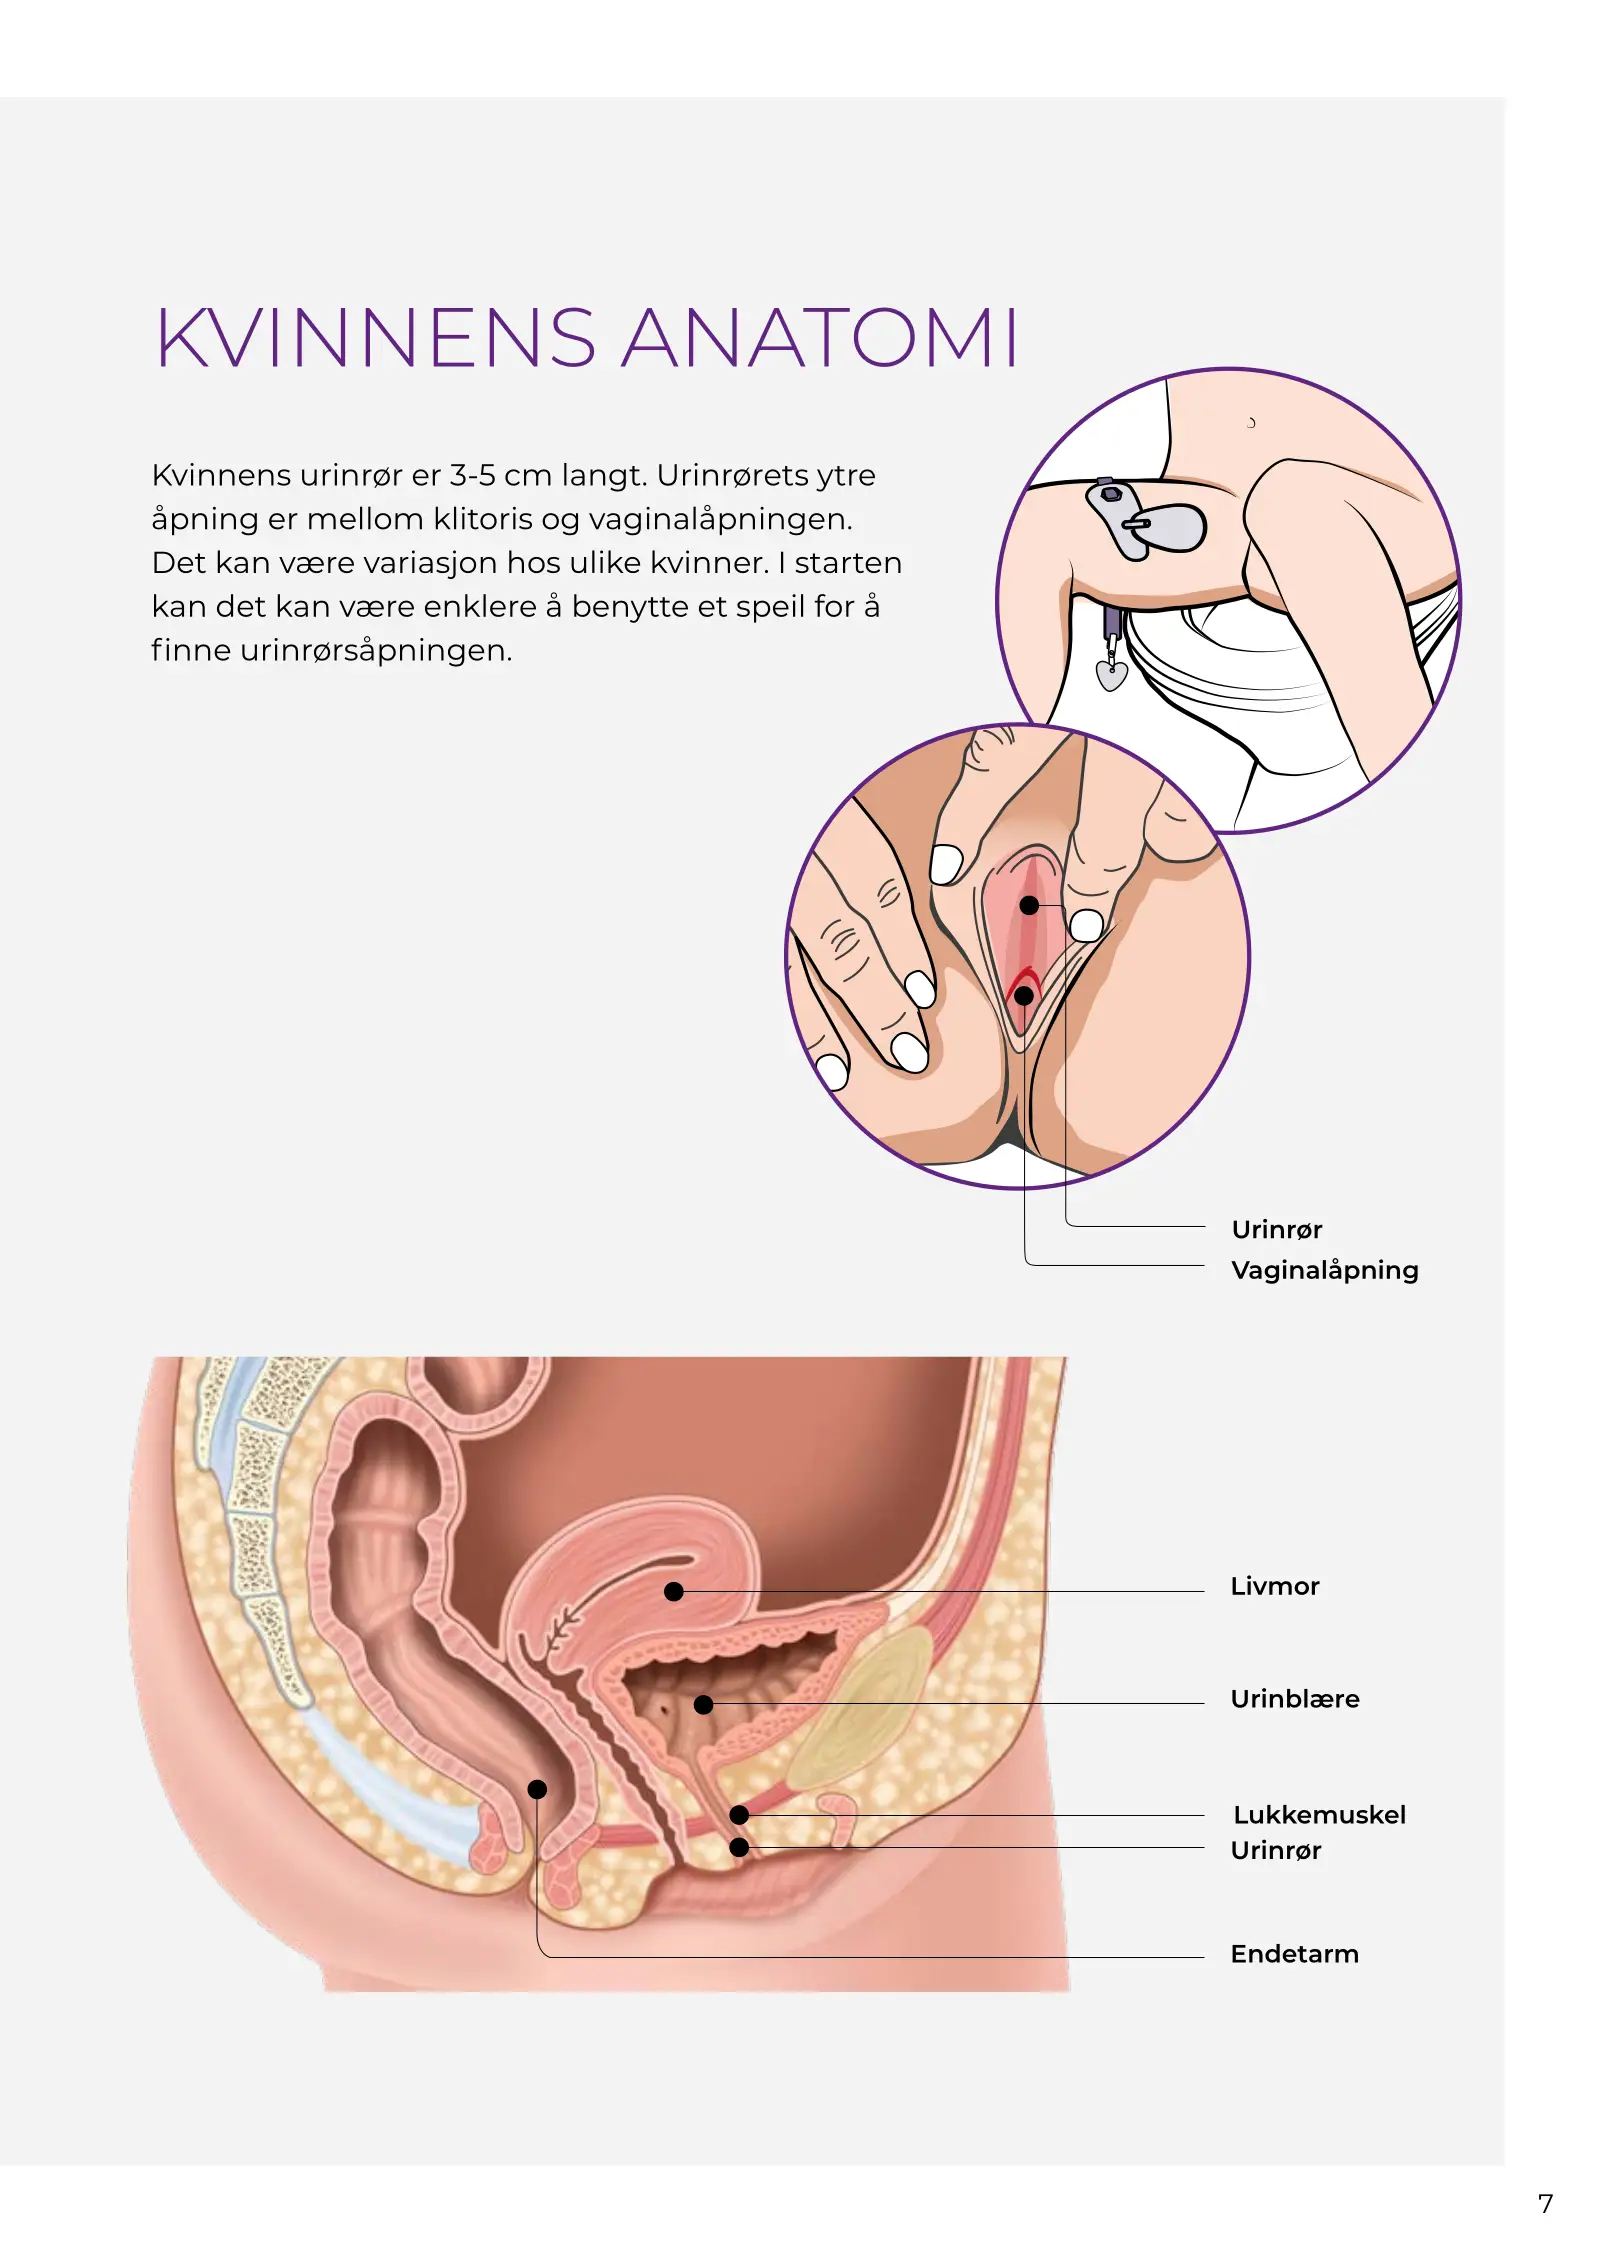 KVINNENS ANATOMI
Kvinnens urinrør er 3-5 cm langt. Urinrørets ytre
åpning er mellom klitoris og vaginalåpningen.
Det kan være variasjon hos ulike kvinner. I starten
kan det kan være enklere å benytte et speil for å
finne urinrørsåpningen.
Urinrør
Vaginalåpning
Livmor
Urinblære
Lukkemuskel
Urinrør
Endetarm
7